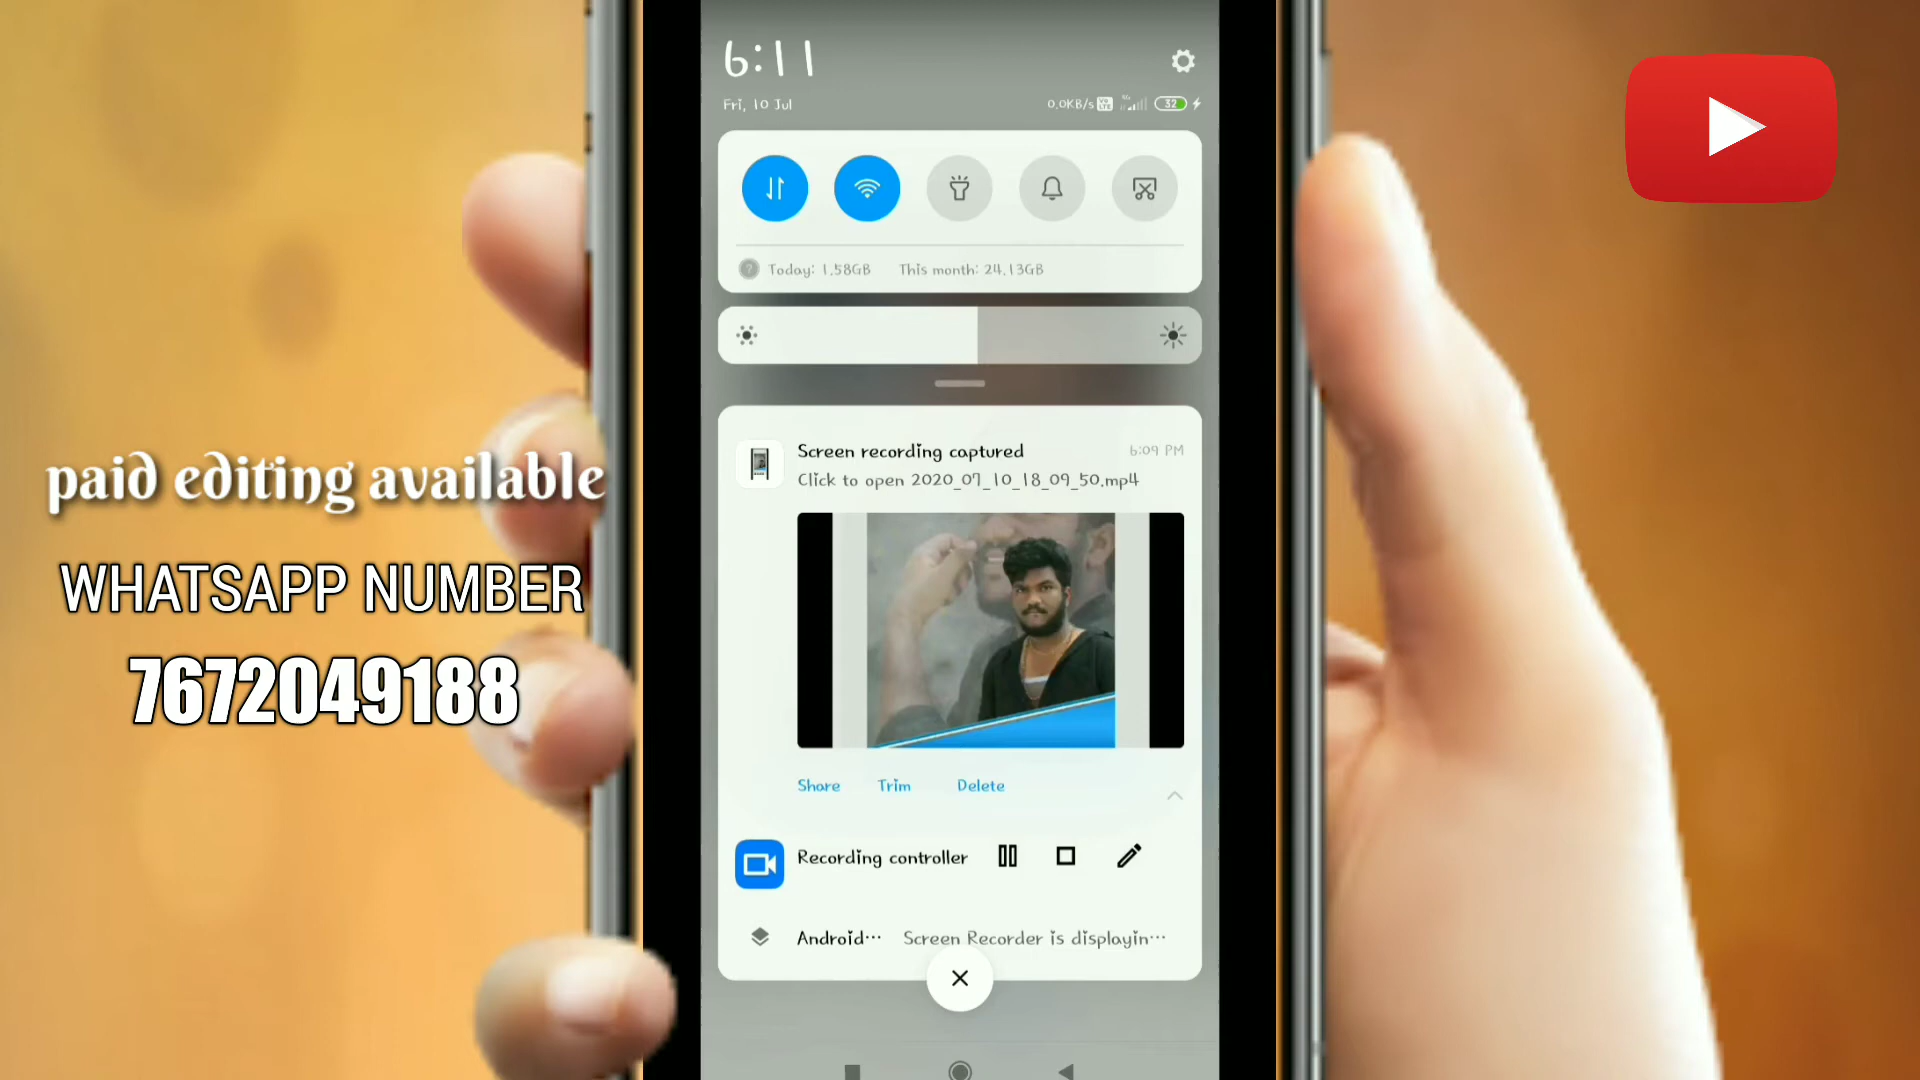 6:11
Fri, 10 Jul
0.0KB/s
32
Today: 1.58GB
This month: 24.13GB
Screen recording captured
6:09 PM
Click to open 2020_07_10_18_09_50.mp4
Share
Trim
Delete
Recording controller
Android...
Screen Recorder is displayin...
paid editing available
WHATSAPP NUMBER
7672049188